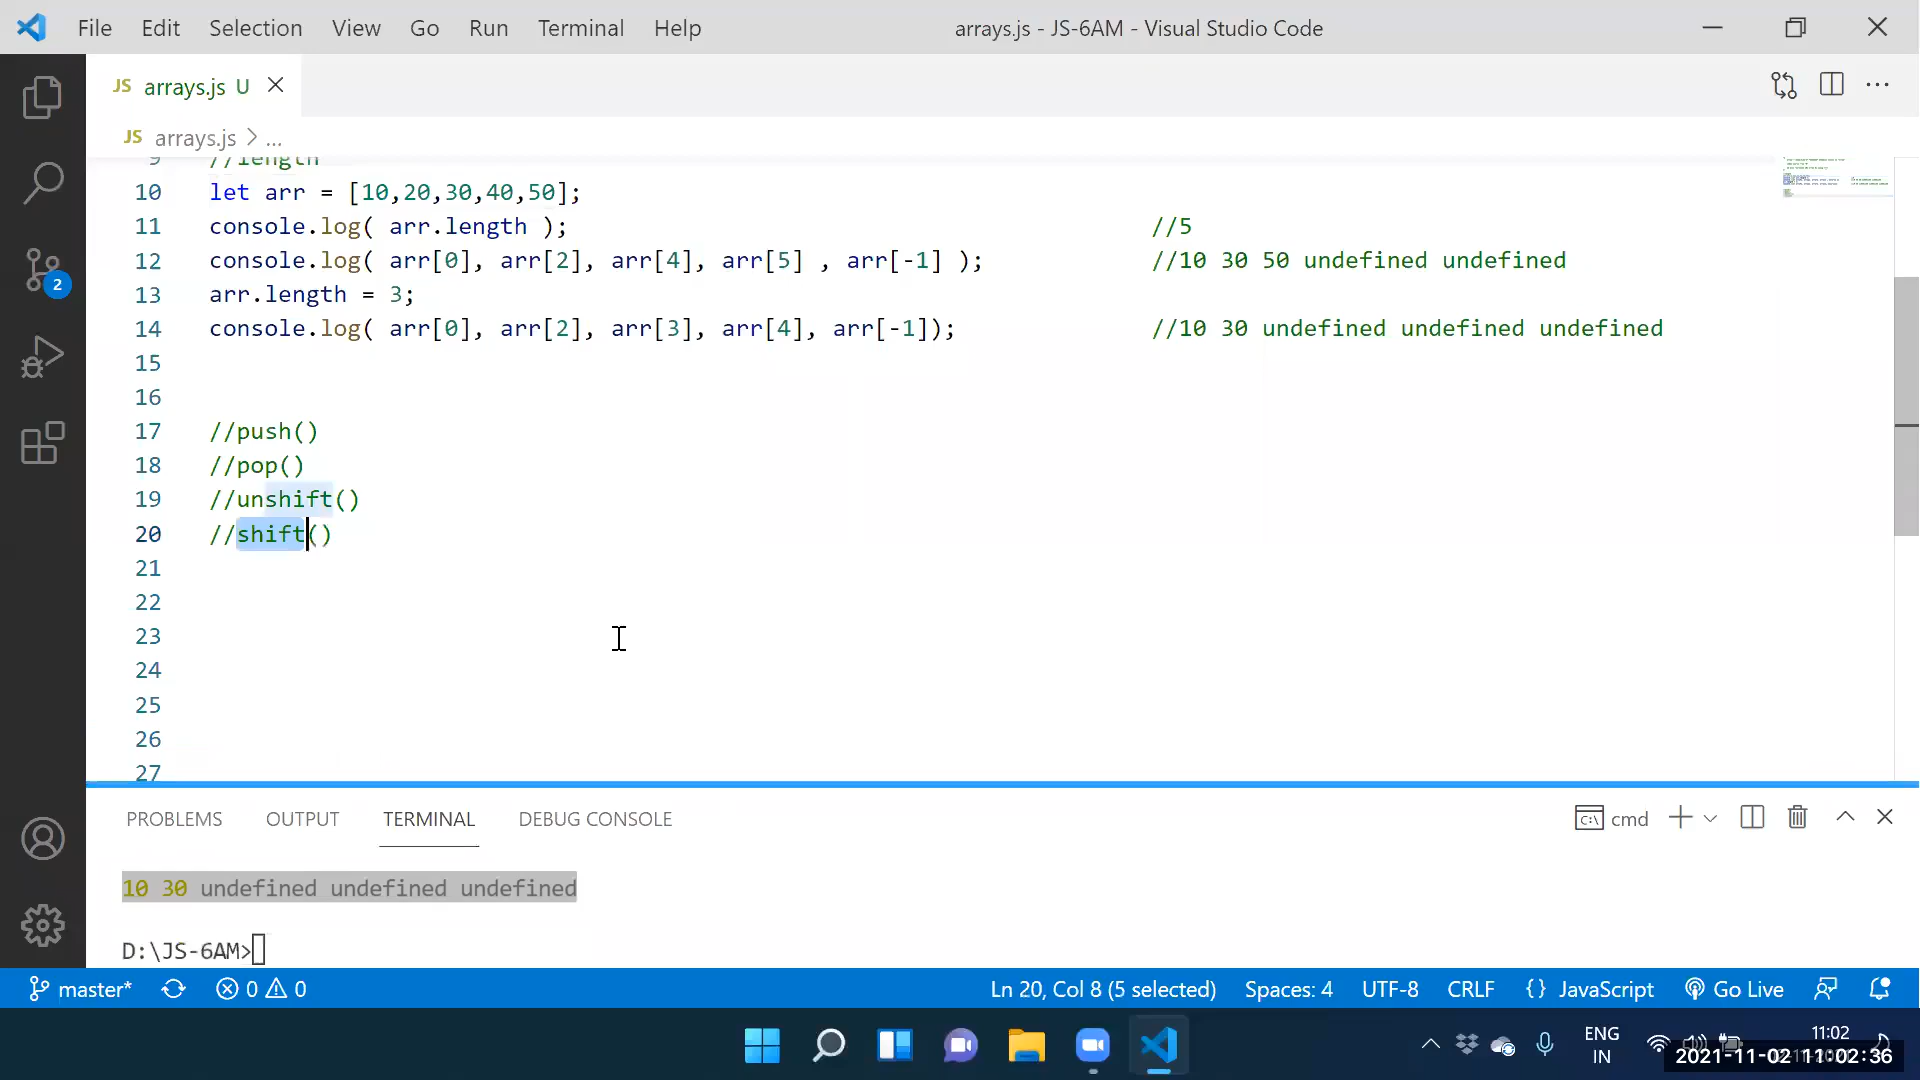 File Edit Selection View Go Run Terminal Help
arrays.js - JS-6AM - Visual Studio Code
JS arrays.js U
JS arrays.js > ...
9 //length
10 let arr = [10,20,30,40,50];
11 console.log( arr.length ); //5
12 console.log( arr[0], arr[2], arr[4], arr[5] , arr[-1] ); //10 30 50 undefined undefined
13 arr.length = 3;
14 console.log( arr[0], arr[2], arr[3], arr[4], arr[-1]); //10 30 undefined undefined undefined
15
16
17 //push()
18 //pop()
19 //unshift()
20 //shift()
21
22
23
24
25
26
27
2
PROBLEMS OUTPUT TERMINAL DEBUG CONSOLE
cmd
10 30 undefined undefined undefined
D:\JS-6AM>
master* 0 0
Ln 20, Col 8 (5 selected) Spaces: 4 UTF-8 CRLF {} JavaScript Go Live
ENG
IN
11:02
2021-11-02 11:02:36